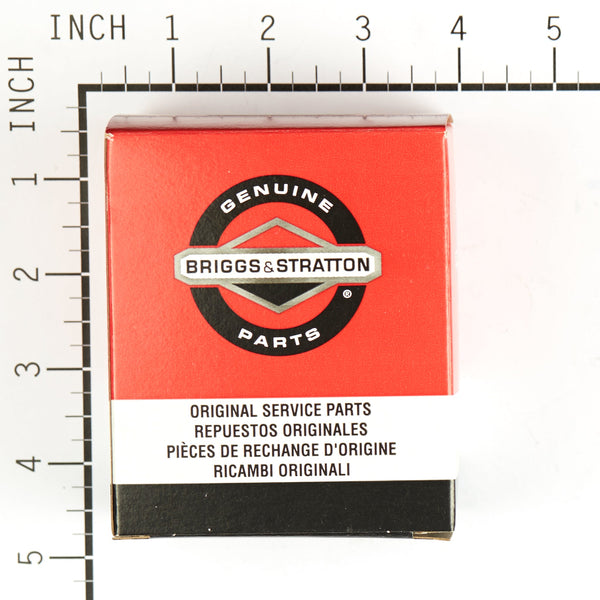 INCH 1 2 3 4 5
INCH
1
2
3
4
5
GENUINE
BRIGGS&STRATTON
®
PARTS
ORIGINAL SERVICE PARTS
REPUESTOS ORIGINALES
PIÈCES DE RECHANGE D'ORIGINE
RICAMBI ORIGINALI